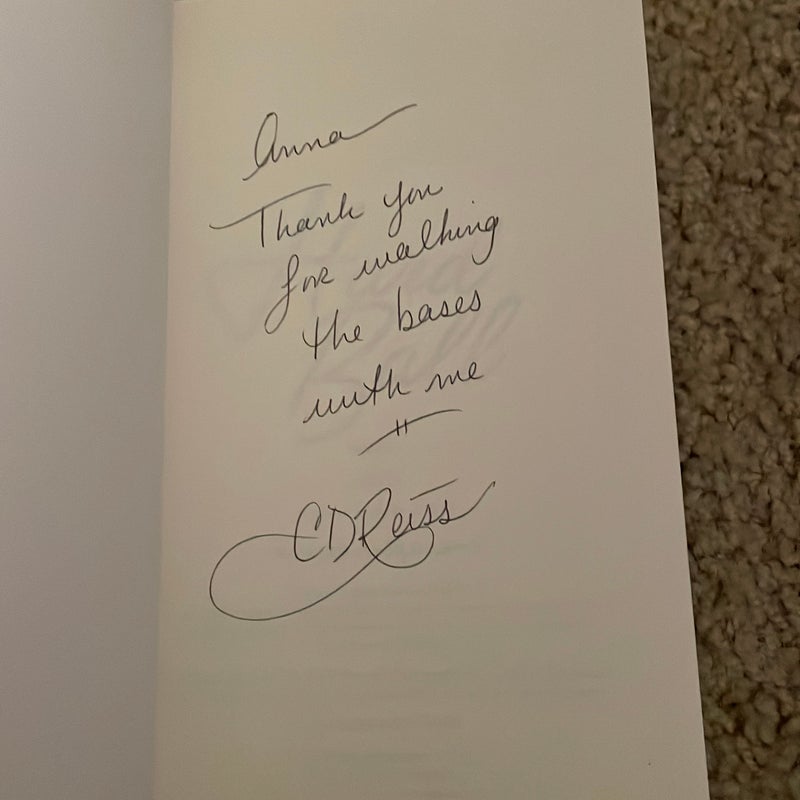 Anna
Thank you
for walking
the bases
with me
CD Reiss